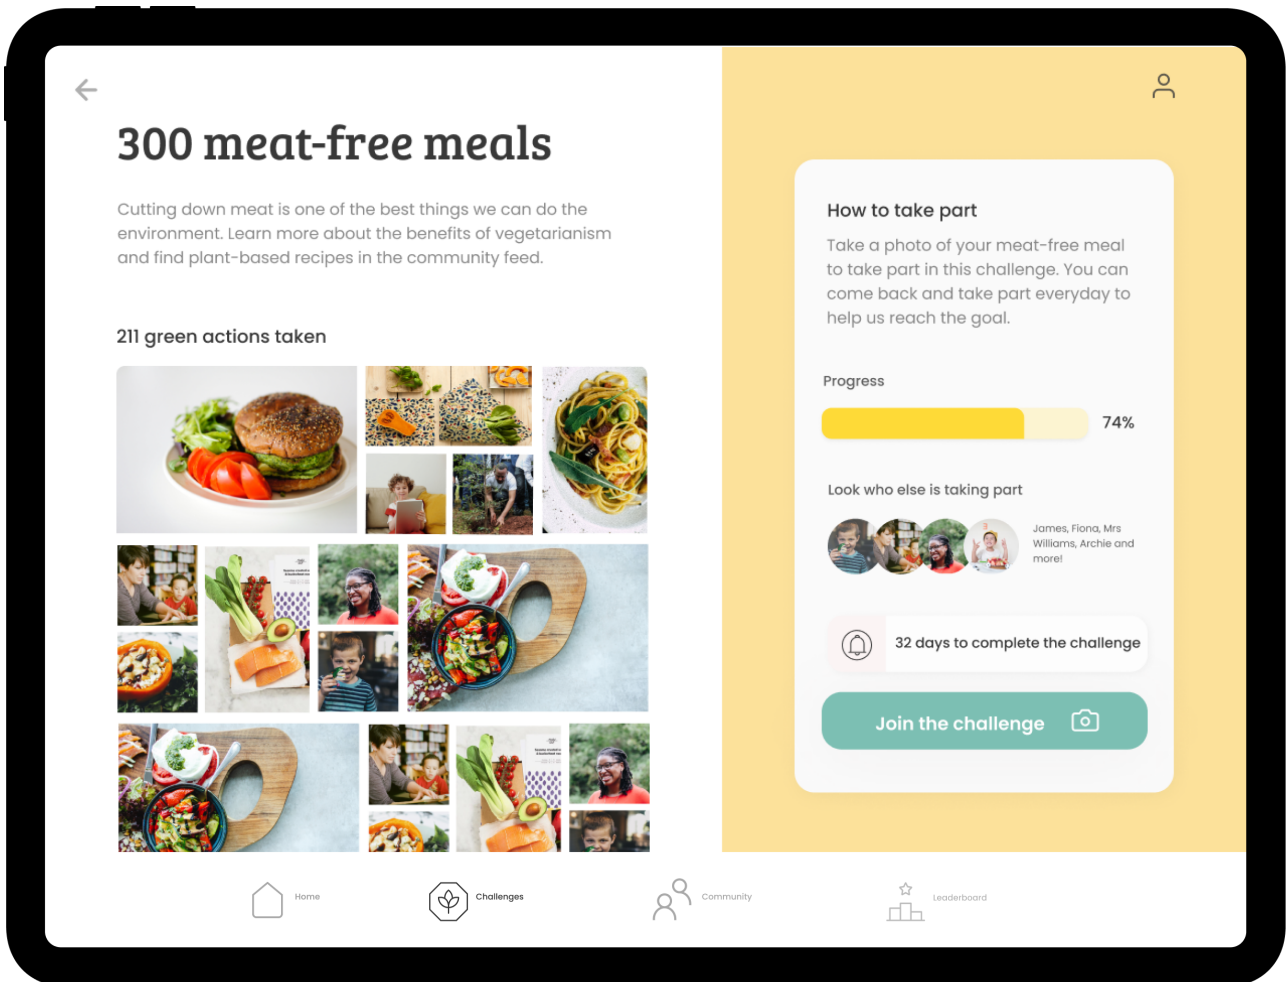 300 meat-free meals
Cutting down meat is one of the best things we can do the
environment. Learn more about the benefits of vegetarianism
and find plant-based recipes in the community feed.
211 green actions taken
How to take part
Take a photo of your meat-free meal
to take part in this challenge. You can
come back and take part everyday to
help us reach the goal.
Progress
74%
Look who else is taking part
James, Fiona, Mrs
Williams, Archie and
more!
32 days to complete the challenge
Join the challenge
Home
Challenges
Community
Leaderboard